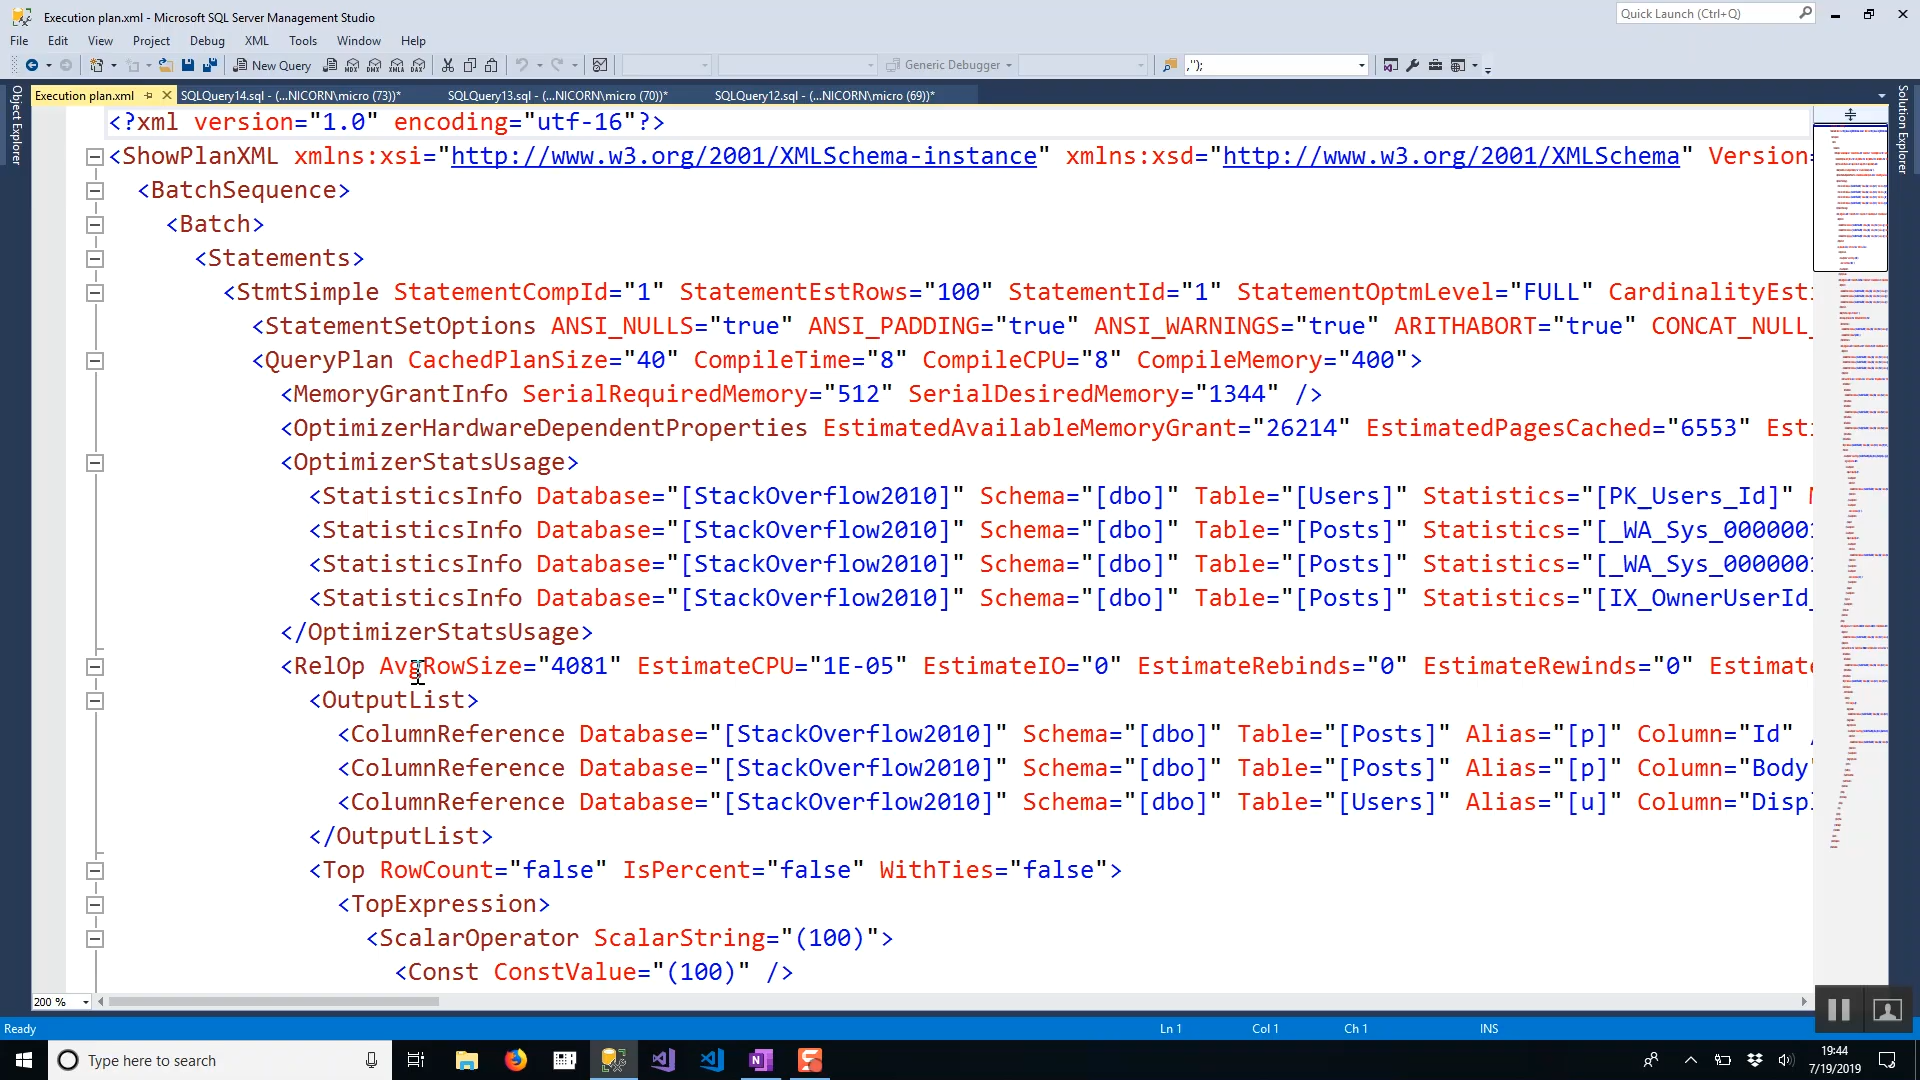 Execution plan.xml - Microsoft SQL Server Management Studio
Quick Launch (Ctrl+Q)
File Edit View Project Debug XML Tools Window Help
New Query
MDX DMX XMLA DAX
Generic Debugger
,'');
Object Explorer
Execution plan.xml
SQLQuery14.sql - (...NICORN\micro (73))*
SQLQuery13.sql - (...NICORN\micro (70))*
SQLQuery12.sql - (...NICORN\micro (69))*
Solution Explorer
<?xml version="1.0" encoding="utf-16"?>
<ShowPlanXML xmlns:xsi="http://www.w3.org/2001/XMLSchema-instance" xmlns:xsd="http://www.w3.org/2001/XMLSchema" Version=
<BatchSequence>
<Batch>
<Statements>
<StmtSimple StatementCompId="1" StatementEstRows="100" StatementId="1" StatementOptmLevel="FULL" CardinalityEsti
<StatementSetOptions ANSI_NULLS="true" ANSI_PADDING="true" ANSI_WARNINGS="true" ARITHABORT="true" CONCAT_NULL_
<QueryPlan CachedPlanSize="40" CompileTime="8" CompileCPU="8" CompileMemory="400">
<MemoryGrantInfo SerialRequiredMemory="512" SerialDesiredMemory="1344" />
<OptimizerHardwareDependentProperties EstimatedAvailableMemoryGrant="26214" EstimatedPagesCached="6553" Esti
<OptimizerStatsUsage>
<StatisticsInfo Database="[StackOverflow2010]" Schema="[dbo]" Table="[Users]" Statistics="[PK_Users_Id]" M
<StatisticsInfo Database="[StackOverflow2010]" Schema="[dbo]" Table="[Posts]" Statistics="[_WA_Sys_0000001
<StatisticsInfo Database="[StackOverflow2010]" Schema="[dbo]" Table="[Posts]" Statistics="[_WA_Sys_0000001
<StatisticsInfo Database="[StackOverflow2010]" Schema="[dbo]" Table="[Posts]" Statistics="[IX_OwnerUserId_
</OptimizerStatsUsage>
<RelOp AvgRowSize="4081" EstimateCPU="1E-05" EstimateIO="0" EstimateRebinds="0" EstimateRewinds="0" Estimate
<OutputList>
<ColumnReference Database="[StackOverflow2010]" Schema="[dbo]" Table="[Posts]" Alias="[p]" Column="Id" /
<ColumnReference Database="[StackOverflow2010]" Schema="[dbo]" Table="[Posts]" Alias="[p]" Column="Body"
<ColumnReference Database="[StackOverflow2010]" Schema="[dbo]" Table="[Users]" Alias="[u]" Column="Displ
</OutputList>
<Top RowCount="false" IsPercent="false" WithTies="false">
<TopExpression>
<ScalarOperator ScalarString="(100)">
<Const ConstValue="(100)" />
200 %
Ready
Ln 1 Col 1 Ch 1 INS
Type here to search
19:44
7/19/2019